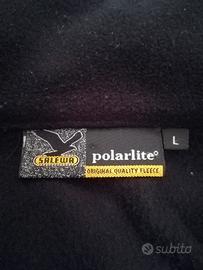 SALEWA
polarlite®
ORIGINAL QUALITY FLEECE
L
subito